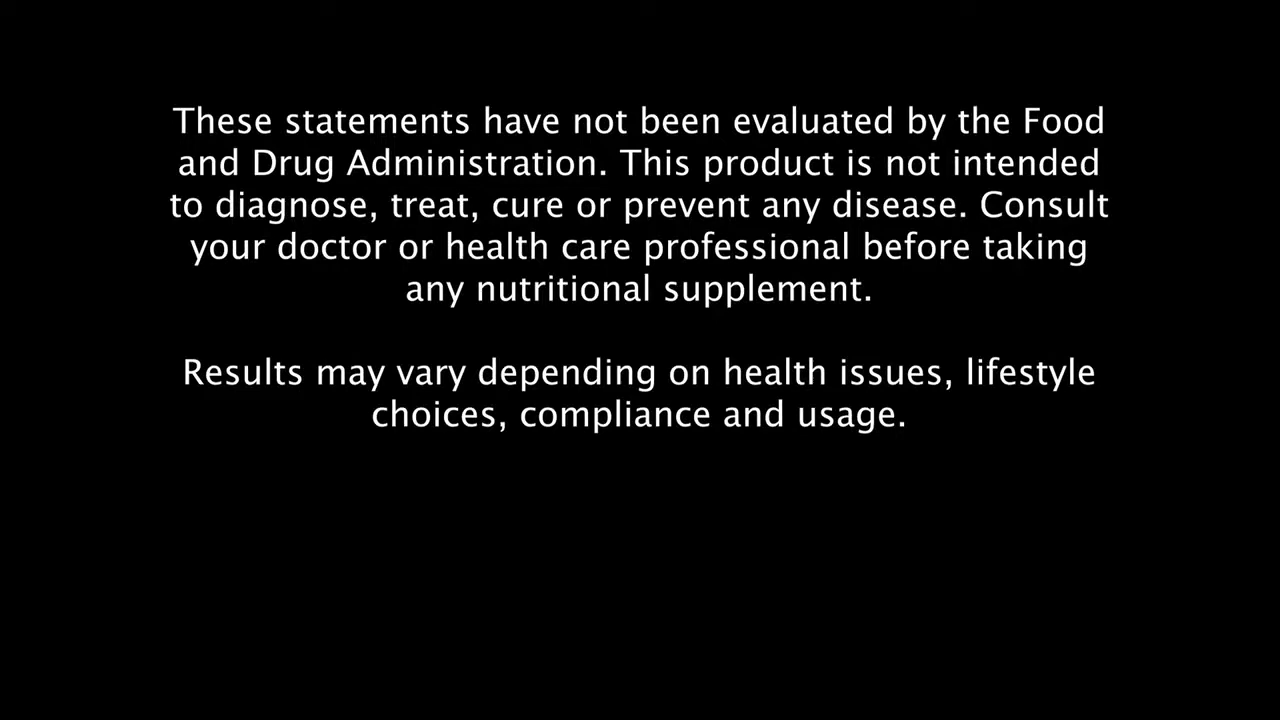 These statements have not been evaluated by the Food
and Drug Administration. This product is not intended
to diagnose, treat, cure or prevent any disease. Consult
your doctor or health care professional before taking
any nutritional supplement.
Results may vary depending on health issues, lifestyle
choices, compliance and usage.